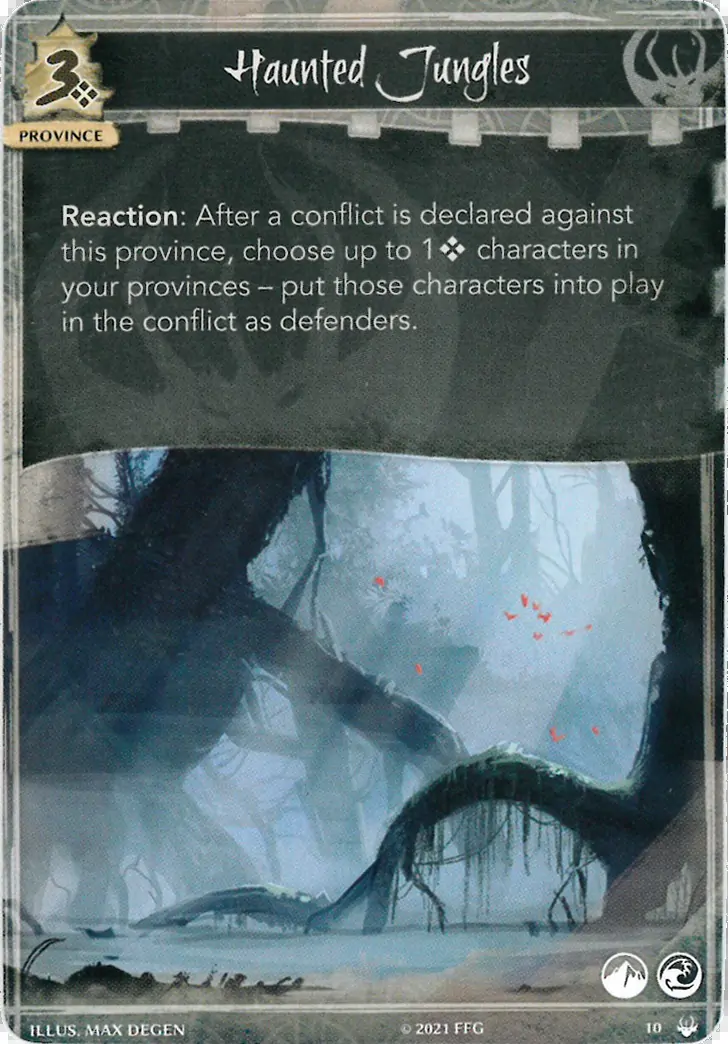 3❖
PROVINCE
Haunted Jungles
Reaction: After a conflict is declared against
this province, choose up to 1❖ characters in
your provinces – put those characters into play
in the conflict as defenders.
ILLUS. MAX DEGEN
© 2021 FFG
10